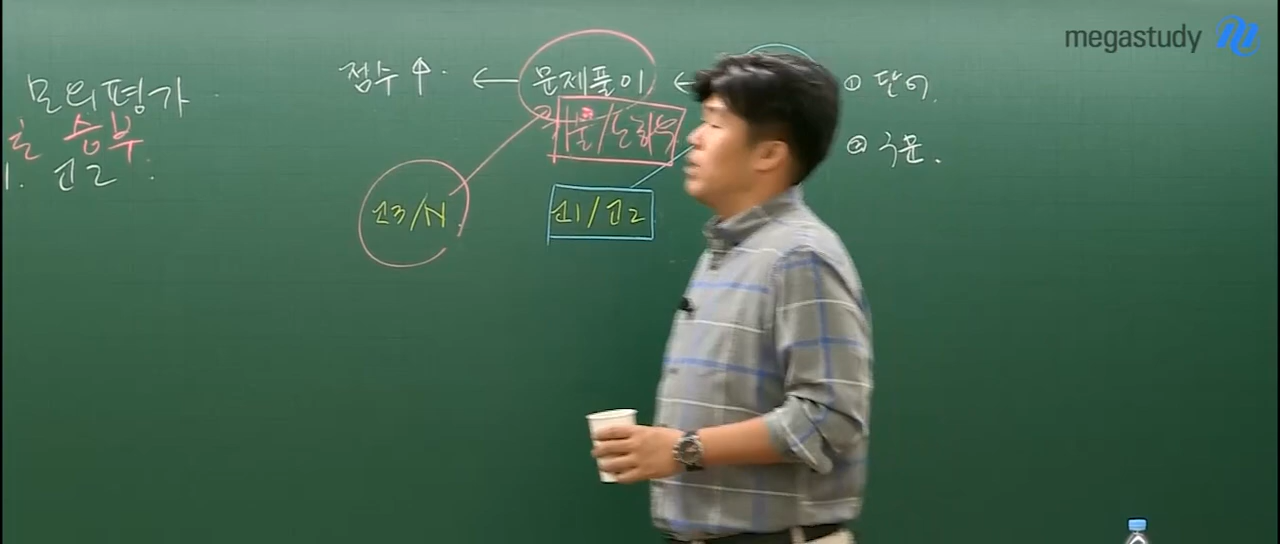 megastudy
모의평가
승부
1. 고2
점수↑ ← 문제풀이 ←
고3/N
고1/고2
① 단어
② 구문.